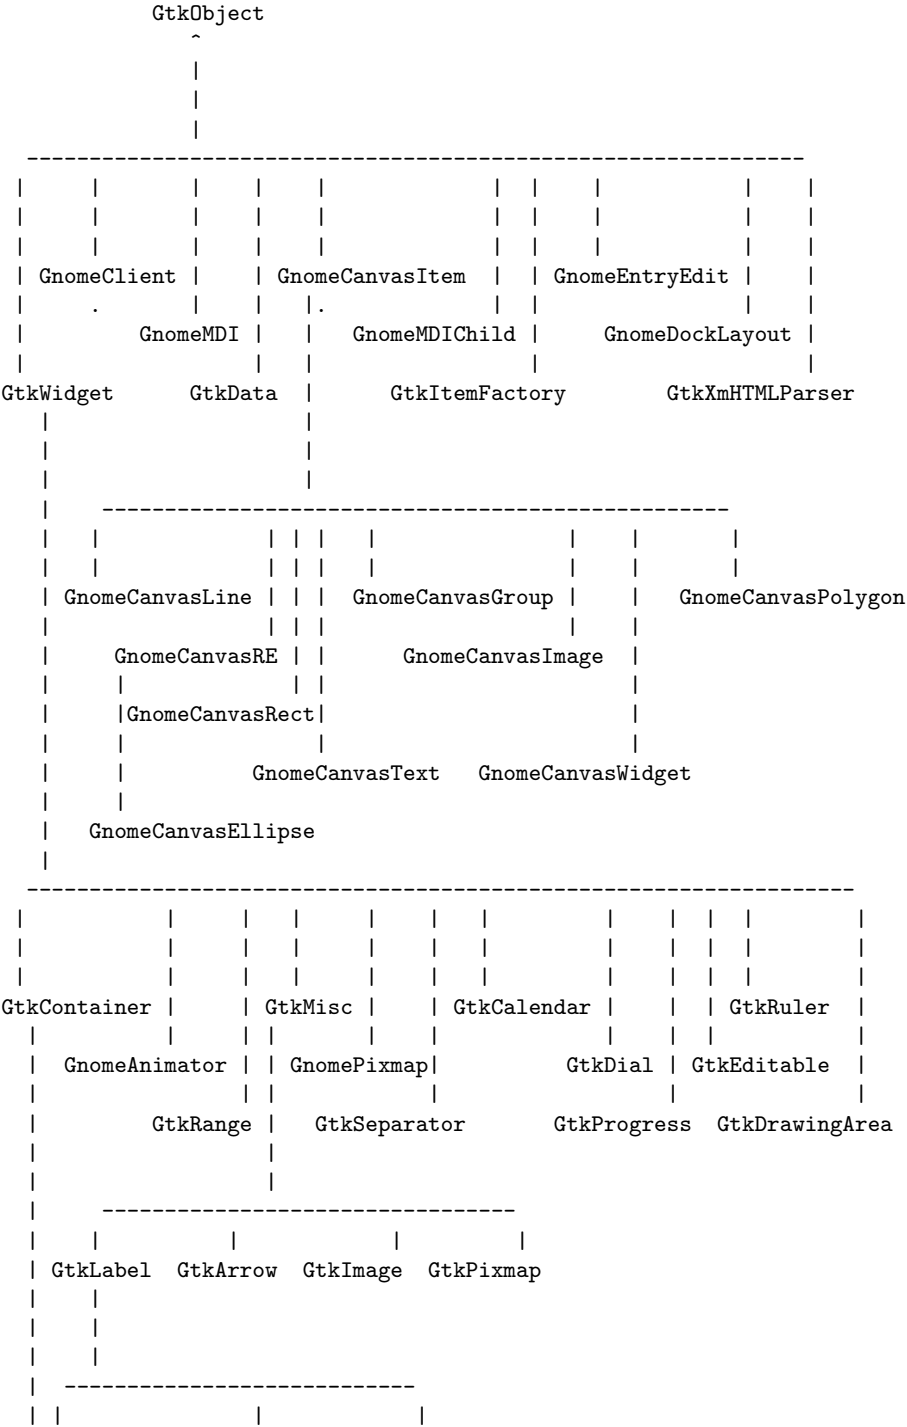 GtkObject
GnomeClient GnomeCanvasItem GnomeEntryEdit
GnomeMDI GnomeMDIChild GnomeDockLayout
GtkWidget GtkData GtkItemFactory GtkXmHTMLParser
GnomeCanvasLine GnomeCanvasGroup GnomeCanvasPolygon
GnomeCanvasRE GnomeCanvasImage
GnomeCanvasRect
GnomeCanvasText GnomeCanvasWidget
GnomeCanvasEllipse
GtkContainer GtkMisc GtkCalendar GtkRuler
GnomeAnimator GnomePixmap GtkDial GtkEditable
GtkRange GtkSeparator GtkProgress GtkDrawingArea
GtkLabel GtkArrow GtkImage GtkPixmap